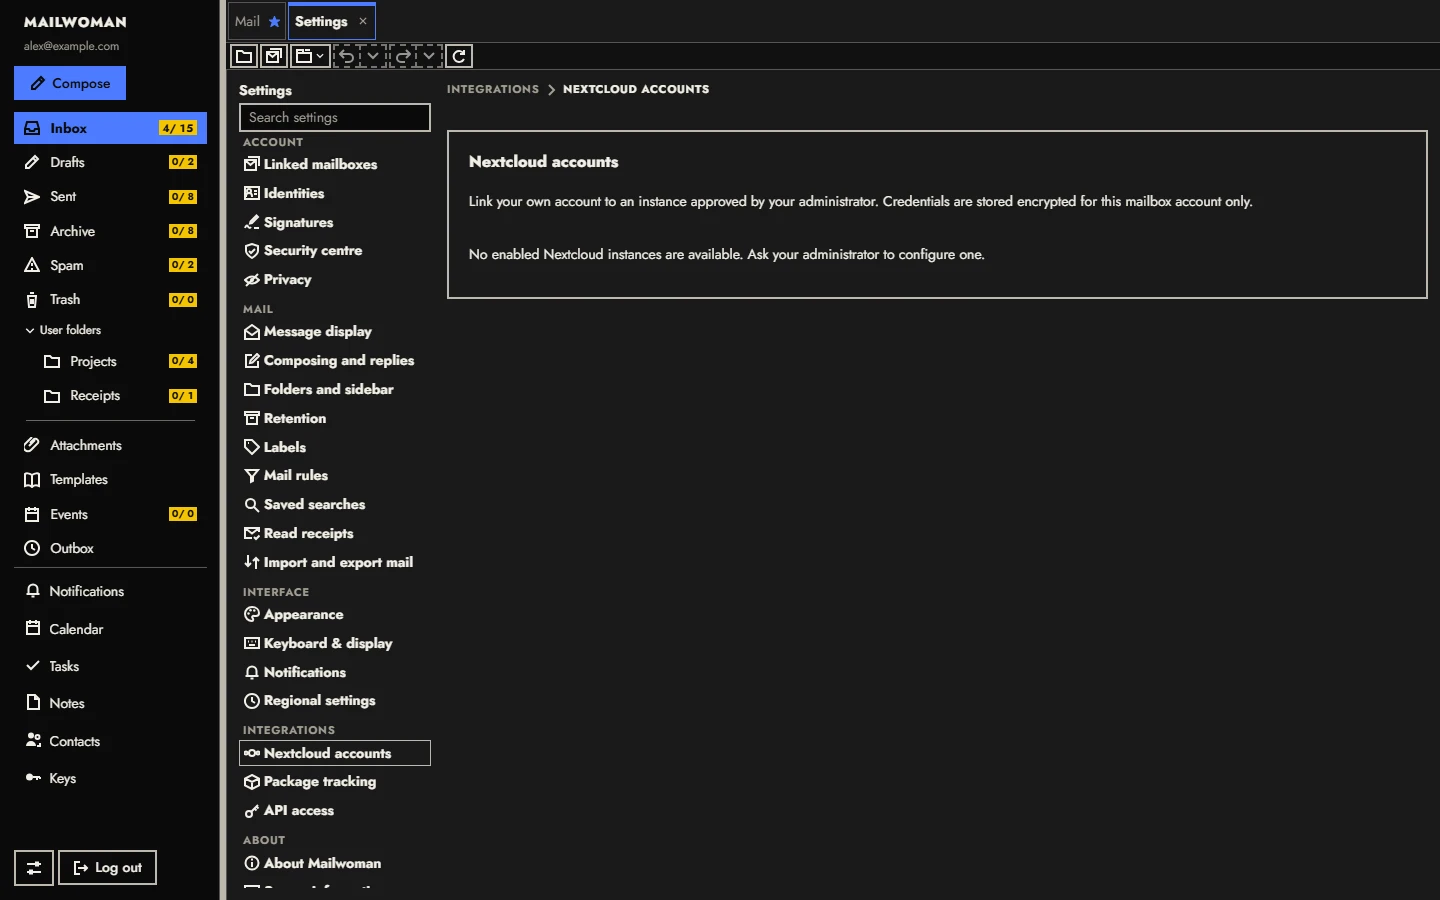 MAILWOMAN
alex@example.com
Compose
Inbox 4/ 15
Drafts 0/ 2
Sent 0/ 8
Archive 0/ 8
Spam 0/ 2
Trash 0/ 0
User folders
Projects 0/ 4
Receipts 0/ 1
Attachments
Templates
Events 0/ 0
Outbox
Notifications
Calendar
Tasks
Notes
Contacts
Keys
Log out
Mail
Settings ×
Settings
Search settings
ACCOUNT
Linked mailboxes
Identities
Signatures
Security centre
Privacy
MAIL
Message display
Composing and replies
Folders and sidebar
Retention
Labels
Mail rules
Saved searches
Read receipts
Import and export mail
INTERFACE
Appearance
Keyboard & display
Notifications
Regional settings
INTEGRATIONS
Nextcloud accounts
Package tracking
API access
ABOUT
About Mailwoman
INTEGRATIONS > NEXTCLOUD ACCOUNTS
Nextcloud accounts
Link your own account to an instance approved by your administrator. Credentials are stored encrypted for this mailbox account only.
No enabled Nextcloud instances are available. Ask your administrator to configure one.